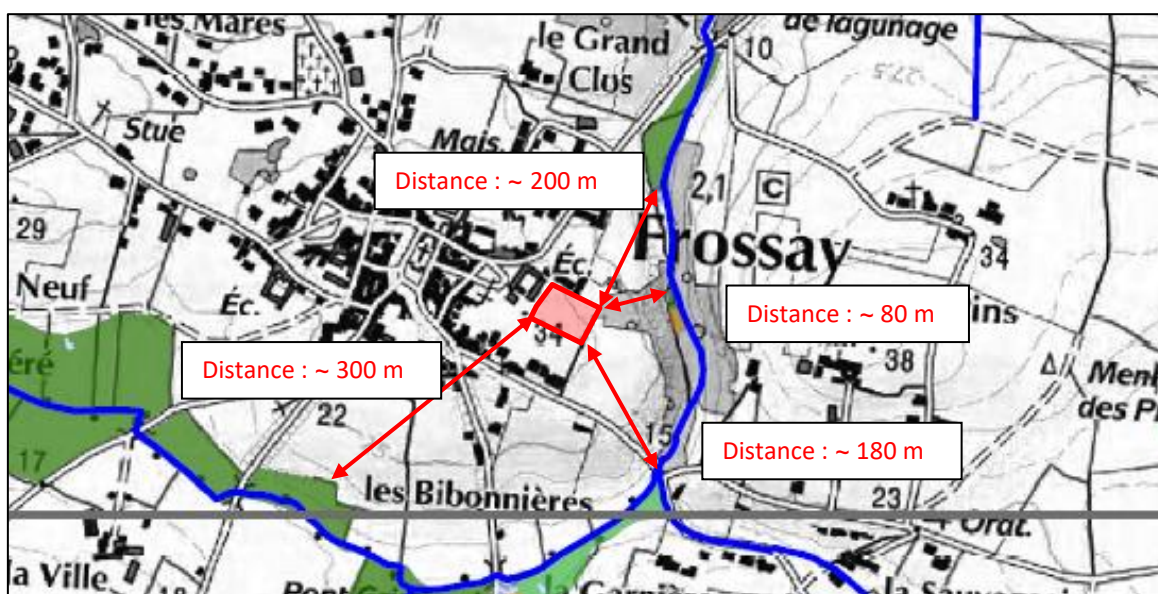 les Mares
de lagunage
10
le Grand
Clos
275
Stue
Mais.
Distance : ~ 200 m
2,1
C
29
Frossay
34
Éc.
Neuf
Éc.
34
Distance : ~ 80 m
ins
Distance : ~ 300 m
38
Menh
des P
22
15
Distance : ~ 180 m
17
les Bibonnières
23
Orat.
la Ville